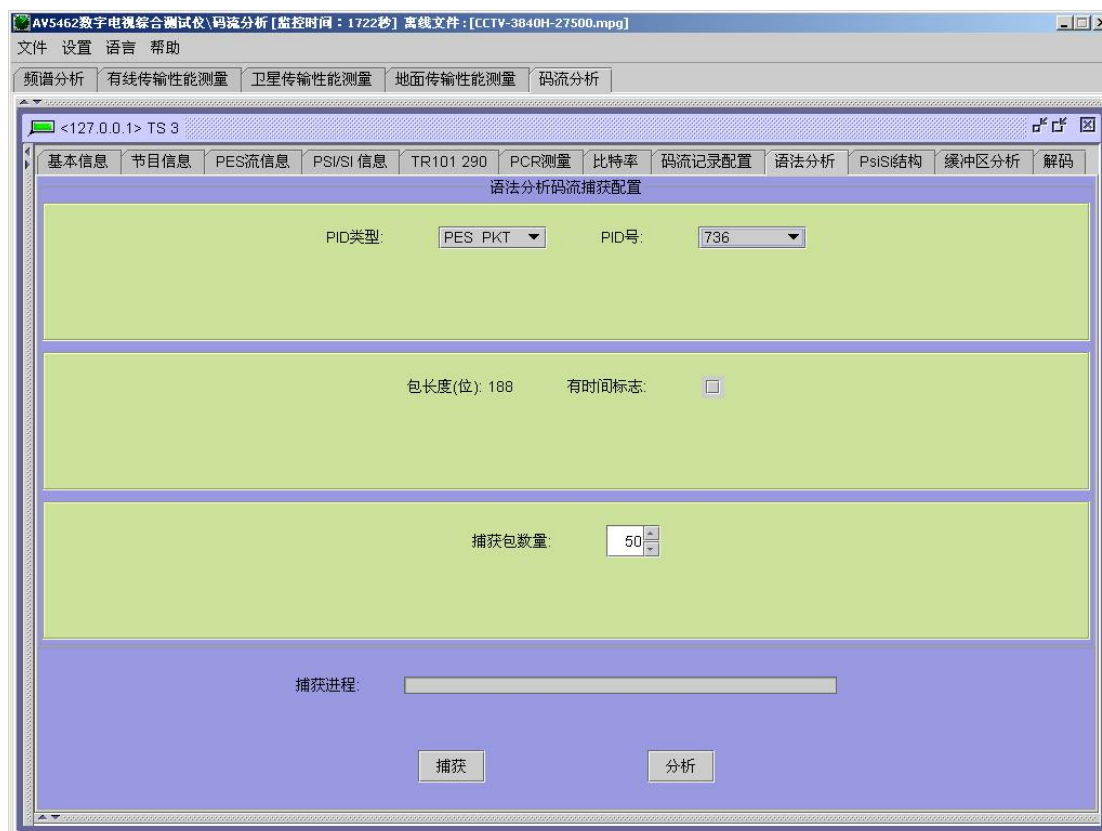 AV5462数字电视综合测试仪\码流分析 [监控时间：1722秒] 离线文件:[CCTV-3840H-27500.mpg]
文件 设置 语言 帮助
频谱分析 有线传输性能测量 卫星传输性能测量 地面传输性能测量 码流分析
<127.0.0.1> TS 3
基本信息 节目信息 PES流信息 PSI/SI 信息 TR101 290 PCR测量 比特率 码流记录配置 语法分析 PsiSi结构 缓冲区分析 解码
语法分析码流捕获配置
PID类型: PES PKT PID号: 736
包长度(位): 188 有时间标志:
捕获包数量: 50
捕获进程:
捕获 分析